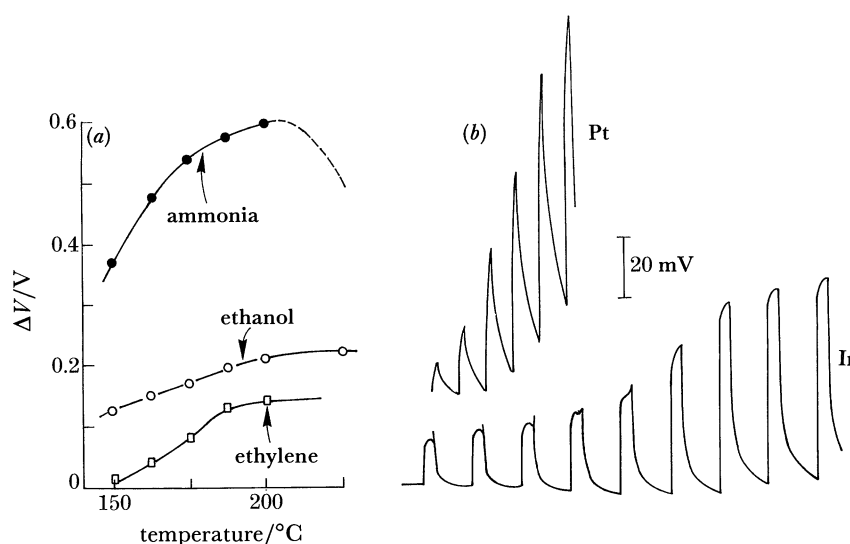 0.6
(a)
ammonia
0.4
ΔV/V
ethanol
0.2
ethylene
0
150
200
temperature/°C
(b)
Pt
20 mV